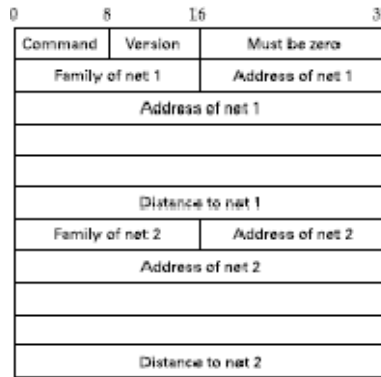 0 8 16 3
Command Version Must be zero
Family of net 1 Address of net 1
Address of net 1
Distance to net 1
Family of net 2 Address of net 2
Address of net 2
Distance to net 2